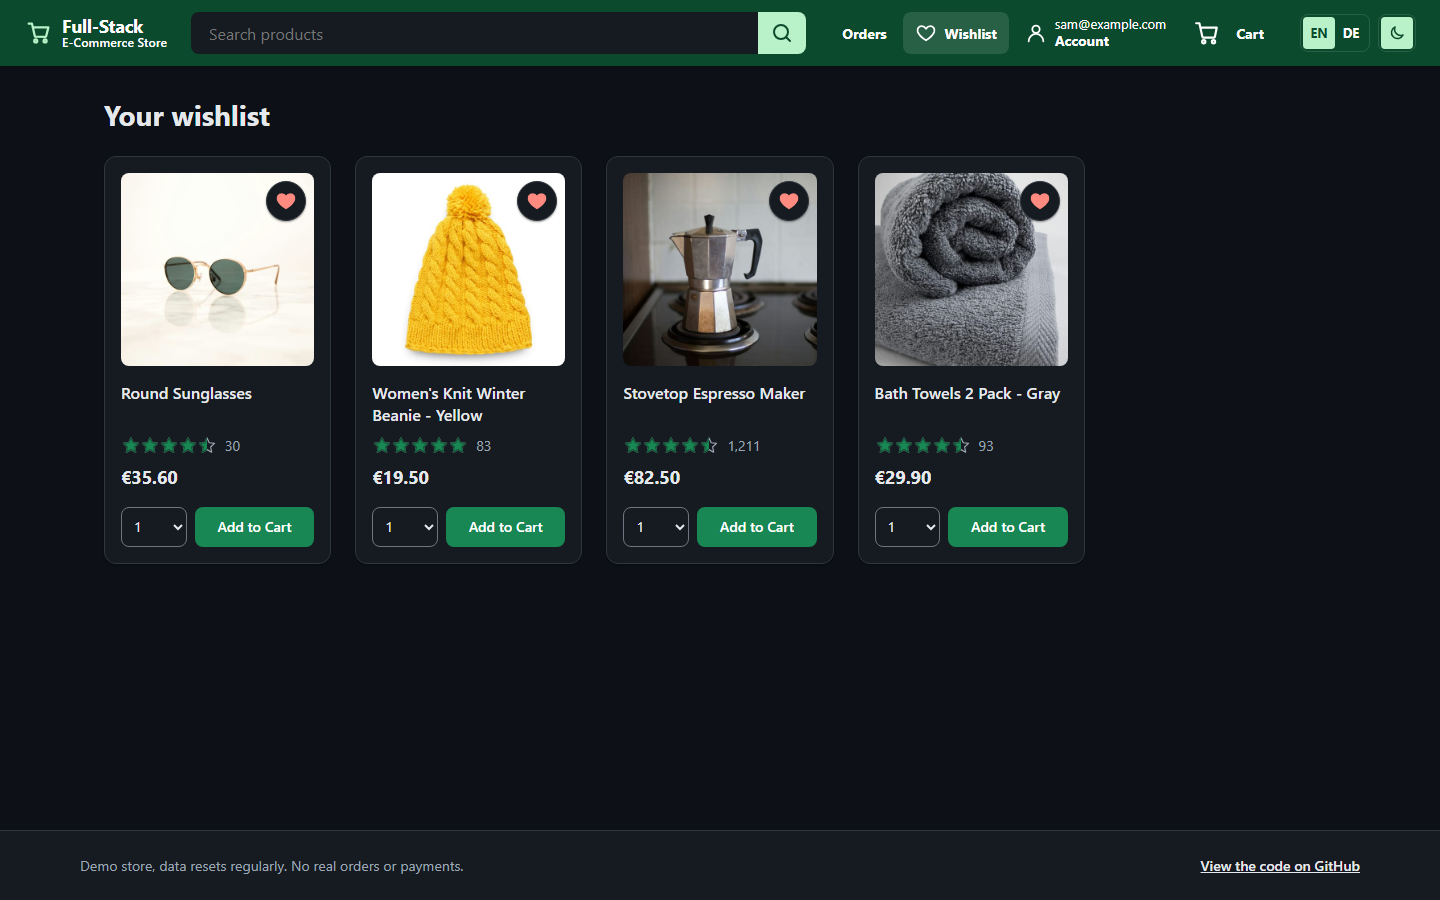 Full-Stack
E-Commerce Store
Search products
Orders
Wishlist
sam@example.com
Account
Cart
EN
DE
Your wishlist
Round Sunglasses
30
€35.60
1
Add to Cart
Women's Knit Winter
Beanie - Yellow
83
€19.50
1
Add to Cart
Stovetop Espresso Maker
1,211
€82.50
1
Add to Cart
Bath Towels 2 Pack - Gray
93
€29.90
1
Add to Cart
Demo store, data resets regularly. No real orders or payments.
View the code on GitHub